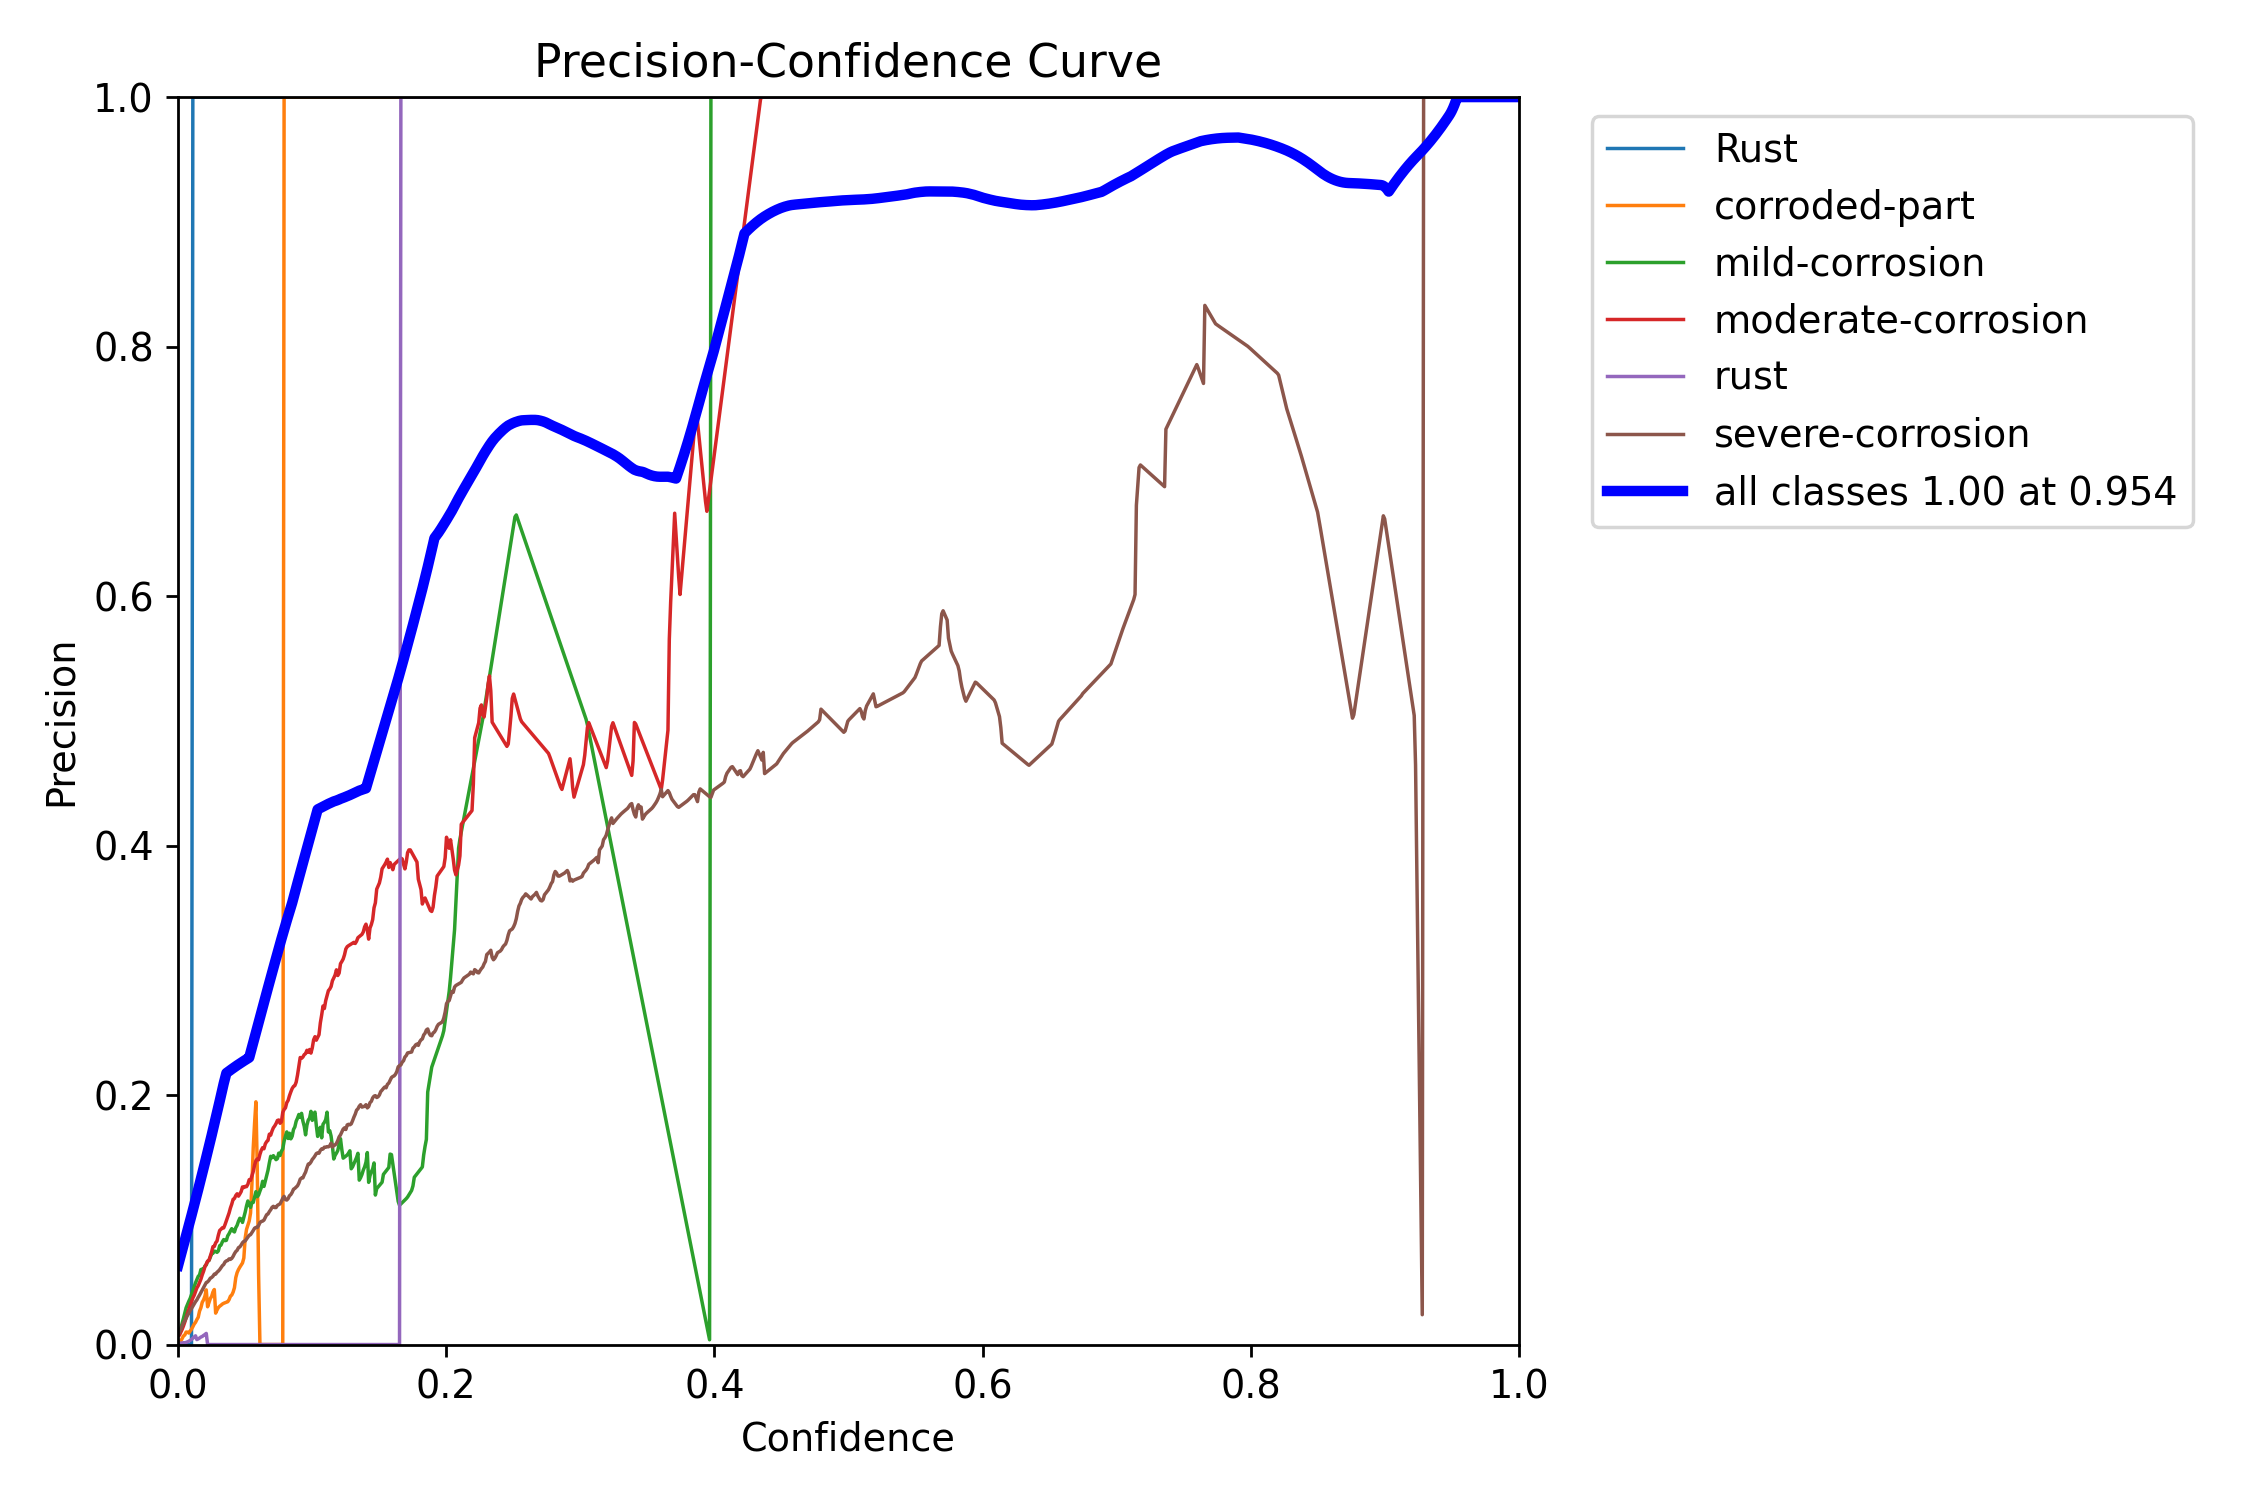 Precision-Confidence Curve
1.0
0.8
0.6
0.4
0.2
0.0
Precision
0.0 0.2 0.4 0.6 0.8 1.0
Confidence
Rust
corroded-part
mild-corrosion
moderate-corrosion
rust
severe-corrosion
all classes 1.00 at 0.954